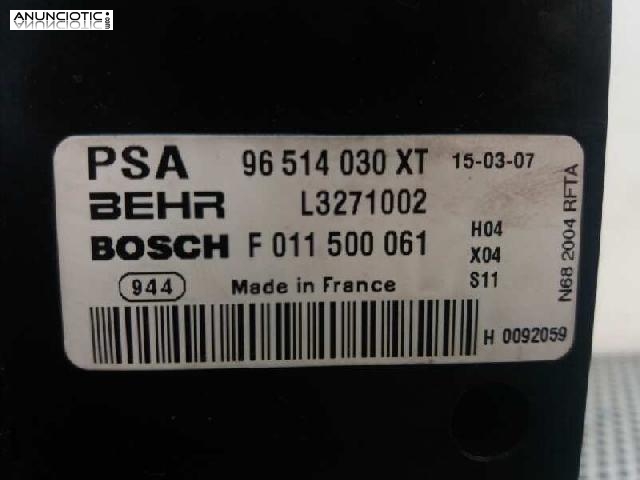 ANUNCIOTIC.es
PSA 96 514 030 XT 15-03-07
BEHR L3271002
BOSCH F 011 500 061
H04
X04
S11
944 Made in France
H 0092059
N68 2004 RFTA